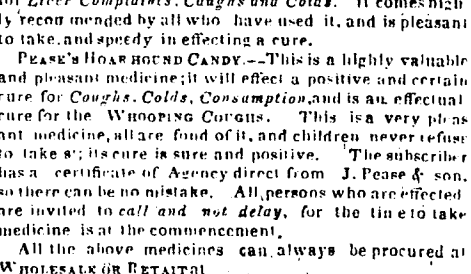 for Liver Complaints, Coughs and Colds. It comes high
ly recommended by all who have used it, and is pleasant
to take, and speedy in effecting a cure.
PEASE'S HOARHOUND CANDY.--This is a highly valuable
and pleasant medicine; it will effect a positive and certain
cure for Coughs. Colds, Consumption, and is an effectual
cure for the WHOOPING COUGHS. This is a very pleas
ant medicine, all are fond of it, and children never refuse
to take s'; its cure is sure and positive. The subscriber
has a certificate of Agency direct from J. Pease & son.
so there can be no mistake. All, persons who are effected
are invited to call and not delay, for the time to take
medicine is at the commencement.
All the above medicines can always be procured at
WHOLESALE OR RETAIT at